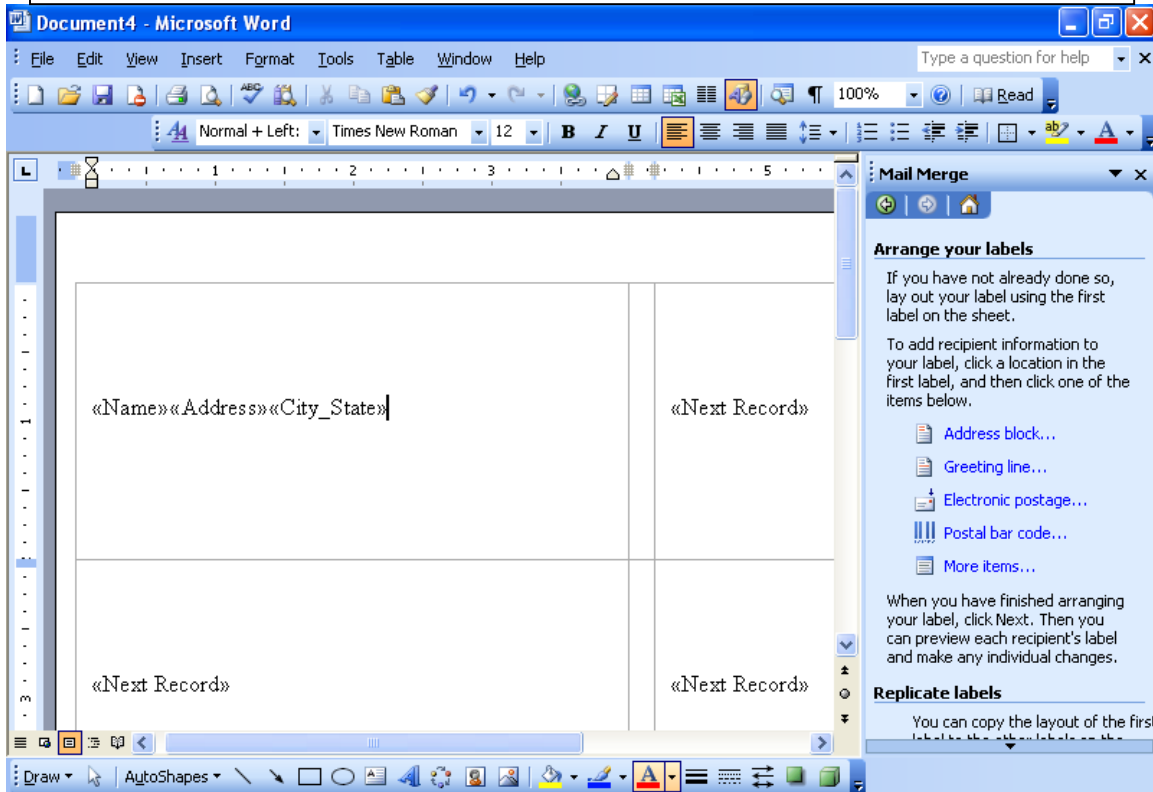 Document4 - Microsoft Word
File Edit View Insert Format Tools Table Window Help Type a question for help
100% Read
Normal + Left: Times New Roman 12 B I U
1 2 3 5
Mail Merge
Arrange your labels
If you have not already done so,
lay out your label using the first
label on the sheet.
To add recipient information to
your label, click a location in the
first label, and then click one of the
items below.
Address block...
Greeting line...
Electronic postage...
Postal bar code...
More items...
When you have finished arranging
your label, click Next. Then you
can preview each recipient's label
and make any individual changes.
Replicate labels
You can copy the layout of the first
«Name»«Address»«City_State»
«Next Record»
«Next Record»
«Next Record»
Draw AutoShapes